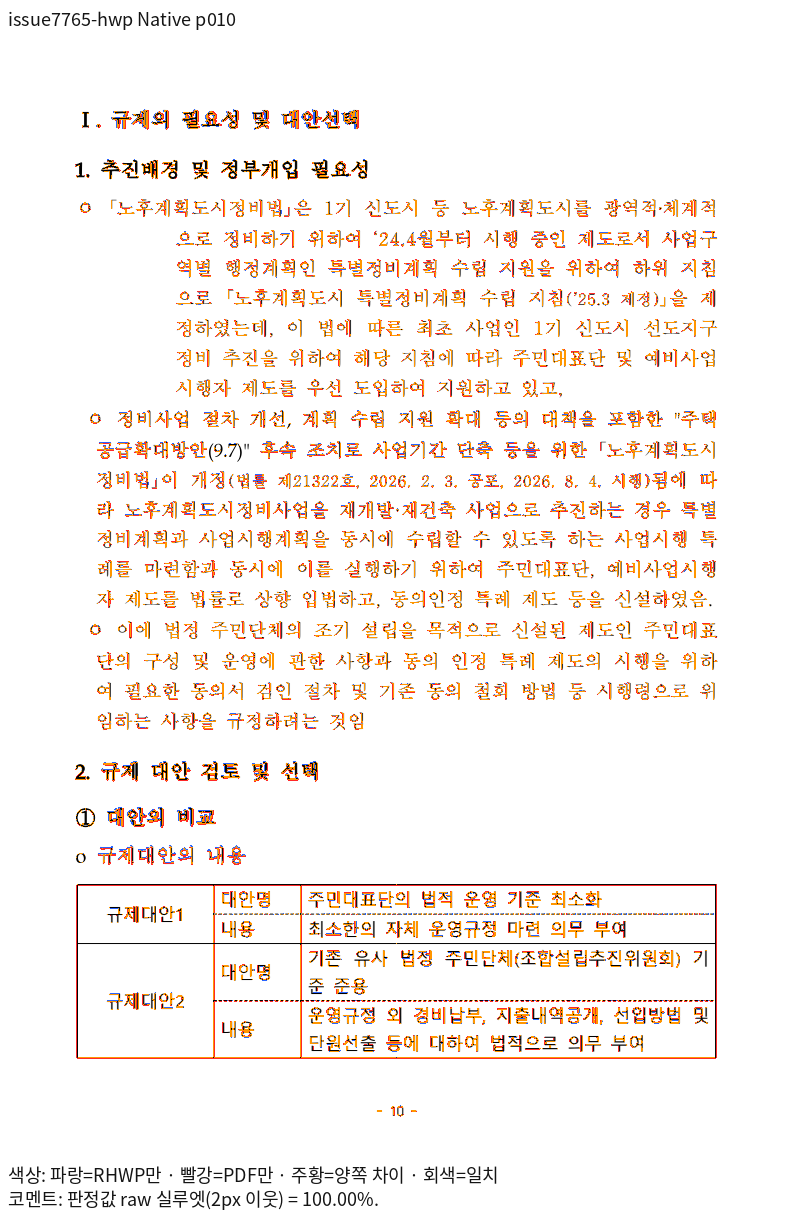 issue7765-hwp Native p010
Ⅰ. 규제의 필요성 및 대안선택
1. 추진배경 및 정부개입 필요성
ㅇ 「노후계획도시정비법」은 1기 신도시 등 노후계획도시를 광역적·체계적
으로 정비하기 위하여 ‘24.4월부터 시행 중인 제도로서 사업구
역별 행정계획인 특별정비계획 수립 지원을 위하여 하위 지침
으로 「노후계획도시 특별정비계획 수립 지침(’25.3 제정)」을 제
정하였는데, 이 법에 따른 최초 사업인 1기 신도시 선도지구
정비 추진을 위하여 해당 지침에 따라 주민대표단 및 예비사업
시행자 제도를 우선 도입하여 지원하고 있고,
ㅇ 정비사업 절차 개선, 계획 수립 지원 확대 등의 대책을 포함한 "주택
공급확대방안(9.7)" 후속 조치로 사업기간 단축 등을 위한 「노후계획도시
정비법」이 개정(법률 제21322호, 2026. 2. 3. 공포, 2026. 8. 4. 시행)됨에 따
라 노후계획도시정비사업을 재개발·재건축 사업으로 추진하는 경우 특별
정비계획과 사업시행계획을 동시에 수립할 수 있도록 하는 사업시행 특
례를 마련함과 동시에 이를 실행하기 위하여 주민대표단, 예비사업시행
자 제도를 법률로 상향 입법하고, 동의인정 특례 제도 등을 신설하였음.
ㅇ 이에 법정 주민단체의 조기 설립을 목적으로 신설된 제도인 주민대표
단의 구성 및 운영에 관한 사항과 동의 인정 특례 제도의 시행을 위하
여 필요한 동의서 검인 절차 및 기존 동의 철회 방법 등 시행령으로 위
임하는 사항을 규정하려는 것임
2. 규제 대안 검토 및 선택
① 대안의 비교
o 규제대안의 내용
규제대안1
대안명 주민대표단의 법적 운영 기준 최소화
내용 최소한의 자체 운영규정 마련 의무 부여
규제대안2
대안명 기존 유사 법정 주민단체(조합설립추진위원회) 기
준 준용
내용 운영규정 외 경비납부, 지출내역공개, 선임방법 및
단원선출 등에 대하여 법적으로 의무 부여
- 10 -
색상: 파랑=RHWP만 · 빨강=PDF만 · 주황=양쪽 차이 · 회색=일치
코멘트: 판정값 raw 실루엣(2px 이웃) = 100.00%.